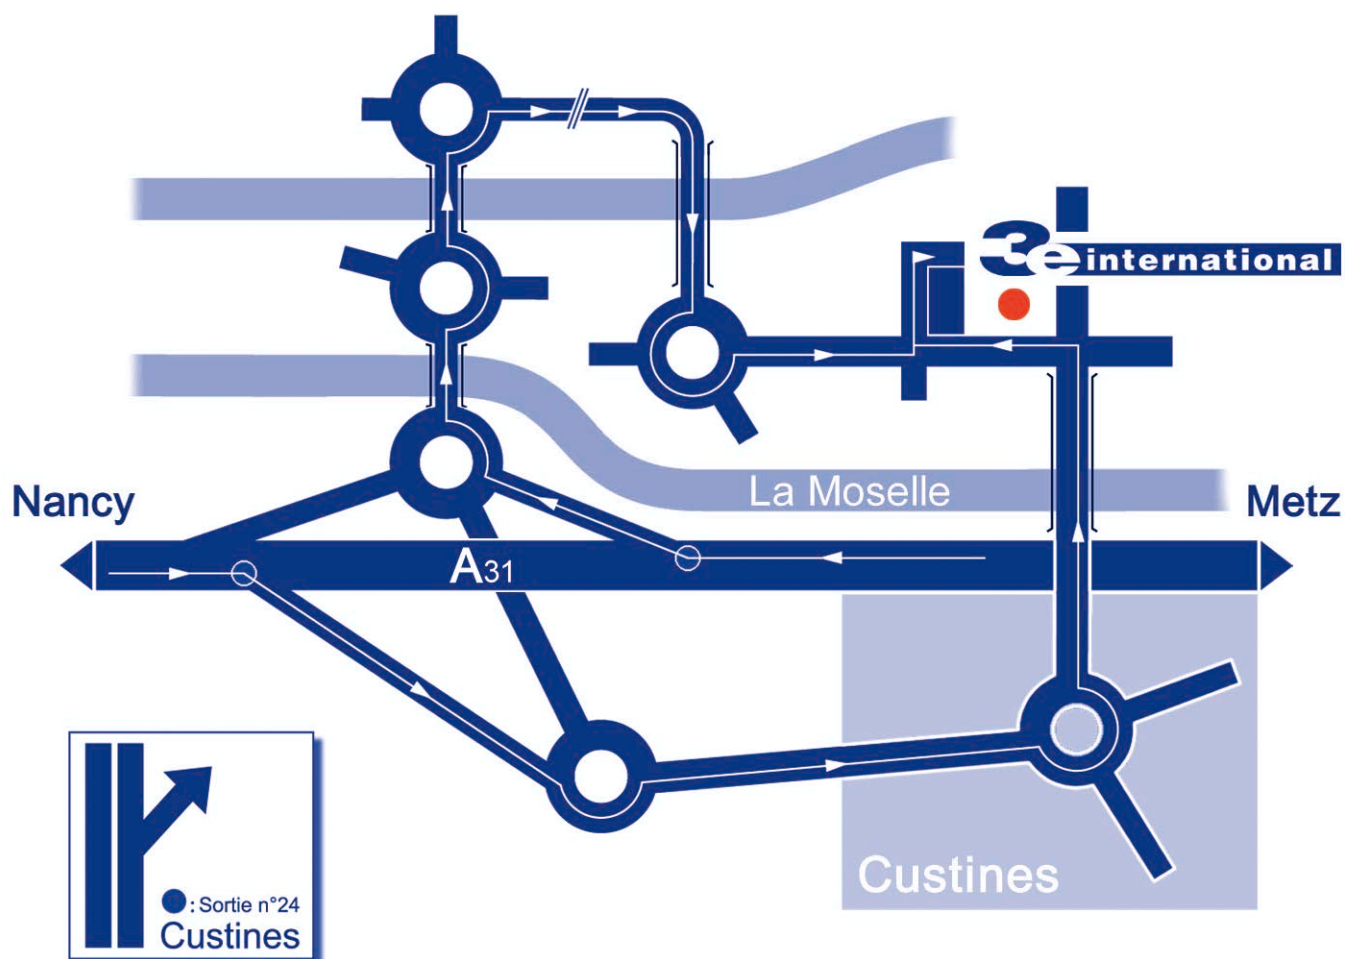 3e international
La Moselle
Nancy
Metz
A31
Custines
: Sortie n°24
Custines